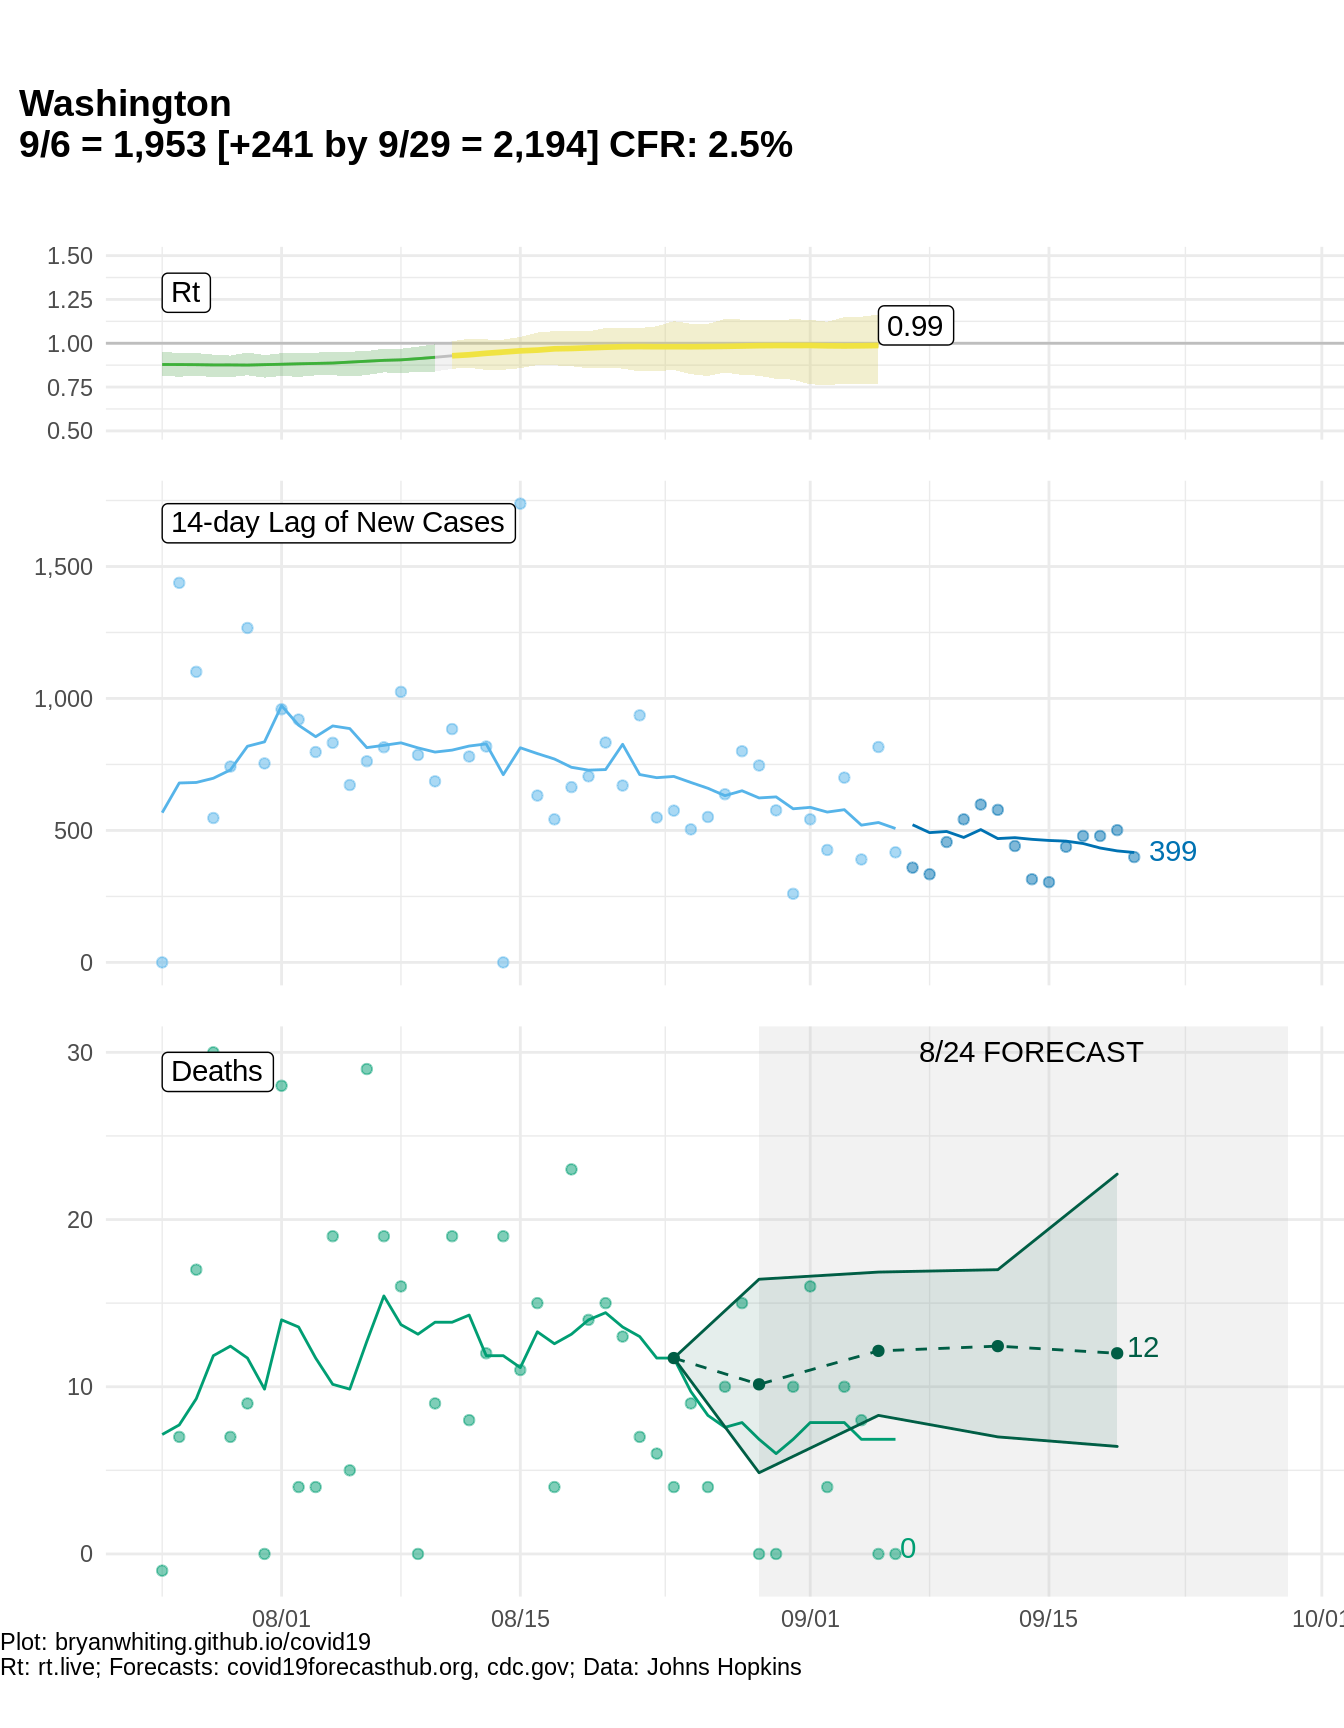 Washington
9/6 = 1,953 [+241 by 9/29 = 2,194] CFR: 2.5%
1.50
1.25
1.00
0.75
0.50
Rt
0.99
14-day Lag of New Cases
1,500
1,000
500
0
399
30
20
10
0
Deaths
8/24 FORECAST
12
0
08/01
08/15
09/01
09/15
10/01
Plot: bryanwhiting.github.io/covid19
Rt: rt.live; Forecasts: covid19forecasthub.org, cdc.gov; Data: Johns Hopkins